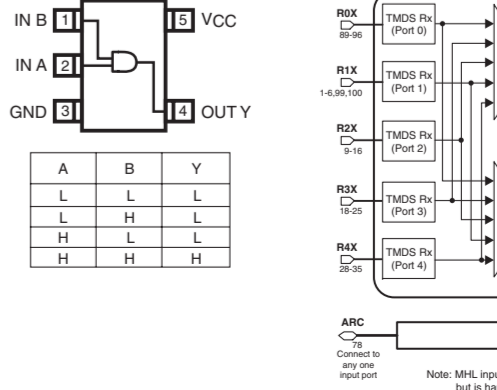 IN B 1
5 VCC
IN A 2
GND 3
4 OUT Y
A B Y
L L L
L H L
H L L
H H H
R0X
89-96
TMDS Rx
(Port 0)
R1X
1-6,99,100
TMDS Rx
(Port 1)
R2X
9-16
TMDS Rx
(Port 2)
R3X
18-25
TMDS Rx
(Port 3)
R4X
28-35
TMDS Rx
(Port 4)
ARC
78
Connect to
any one
input port
Note: MHL inpu
but is ha